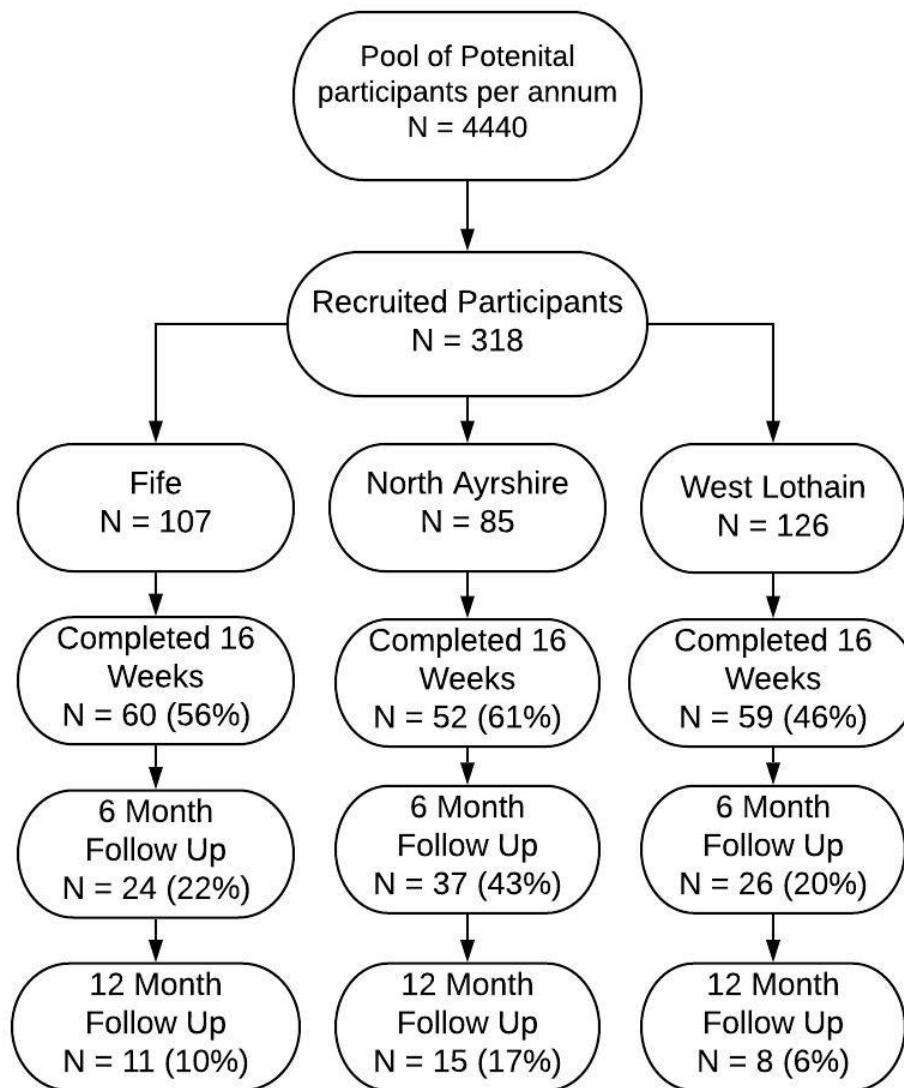 Pool of Potenital
participants per annum
N = 4440
Recruited Participants
N = 318
Fife
N = 107
North Ayrshire
N = 85
West Lothain
N = 126
Completed 16
Weeks
N = 60 (56%)
Completed 16
Weeks
N = 52 (61%)
Completed 16
Weeks
N = 59 (46%)
6 Month
Follow Up
N = 24 (22%)
6 Month
Follow Up
N = 37 (43%)
6 Month
Follow Up
N = 26 (20%)
12 Month
Follow Up
N = 11 (10%)
12 Month
Follow Up
N = 15 (17%)
12 Month
Follow Up
N = 8 (6%)